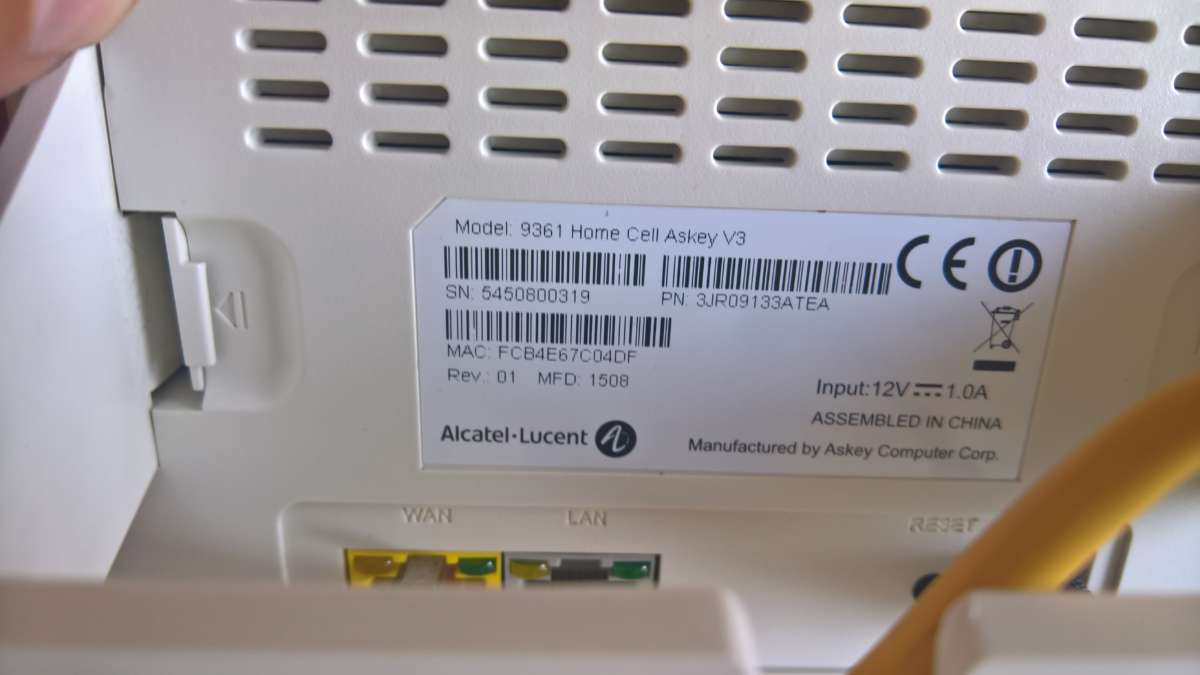 Model: 9361 Home Cell Askey V3
SN: 5450800319 PN: 3JR09133ATEA
MAC: FCB4E67C04DF
Rev.: 01 MFD: 1508
Input:12V 1.0A
ASSEMBLED IN CHINA
Alcatel·Lucent
Manufactured by Askey Computer Corp.
WAN LAN RESET